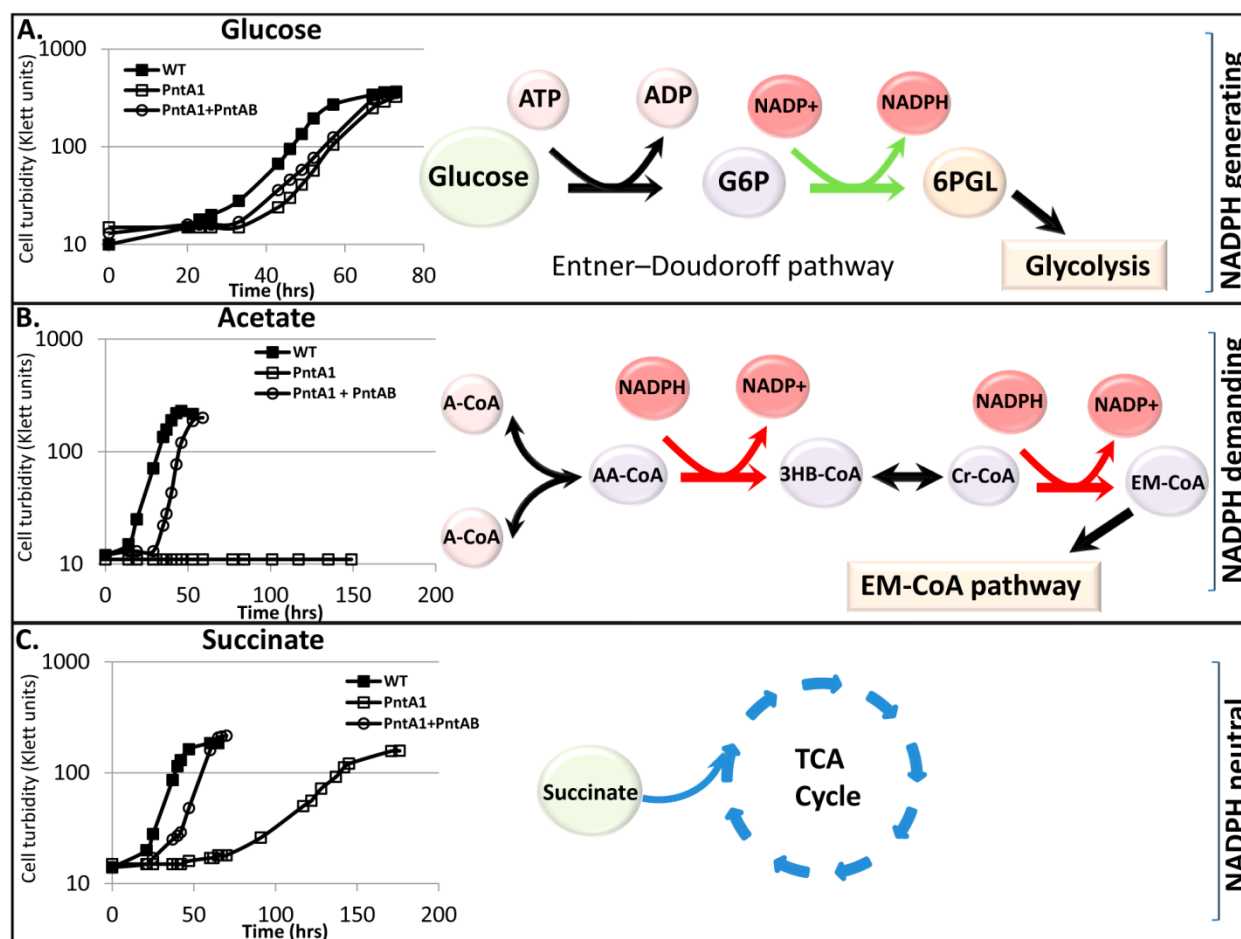 A.
Glucose
1000
100
10
0
20
40
60
80
Cell turbidity (Klett units)
Time (hrs)
WT
PntA1
PntA1+PntAB
ATP
ADP
NADP+
NADPH
Glucose
G6P
6PGL
Entner–Doudoroff pathway
Glycolysis
NADPH generating
B.
Acetate
1000
100
10
0
50
100
150
200
Cell turbidity (Klett units)
Time (hrs)
WT
PntA1
PntA1 + PntAB
A-CoA
A-CoA
NADPH
NADP+
AA-CoA
3HB-CoA
Cr-CoA
NADPH
NADP+
EM-CoA
EM-CoA pathway
NADPH demanding
C.
Succinate
1000
100
10
0
50
100
150
200
Cell turbidity (Klett units)
Time (hrs)
WT
PntA1
PntA1+PntAB
Succinate
TCA
Cycle
NADPH neutral